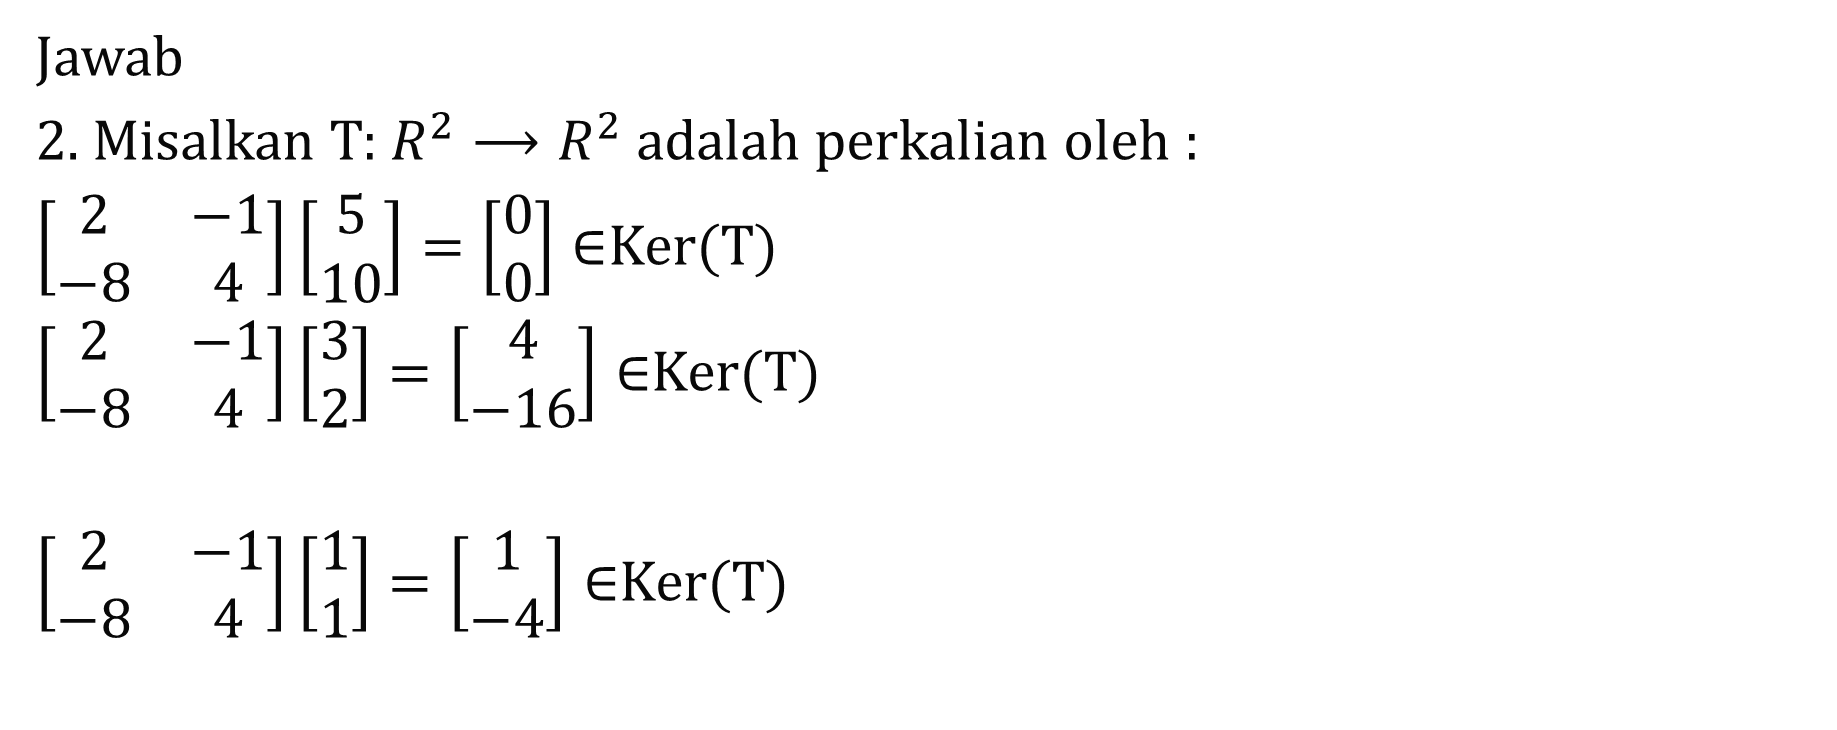 Jawab
2. Misalkan T: R² ⟶ R² adalah perkalian oleh :
[2 −1; −8 4] [5; 10] = [0; 0] ∈Ker(T)
[2 −1; −8 4] [3; 2] = [4; −16] ∈Ker(T)
[2 −1; −8 4] [1; 1] = [1; −4] ∈Ker(T)